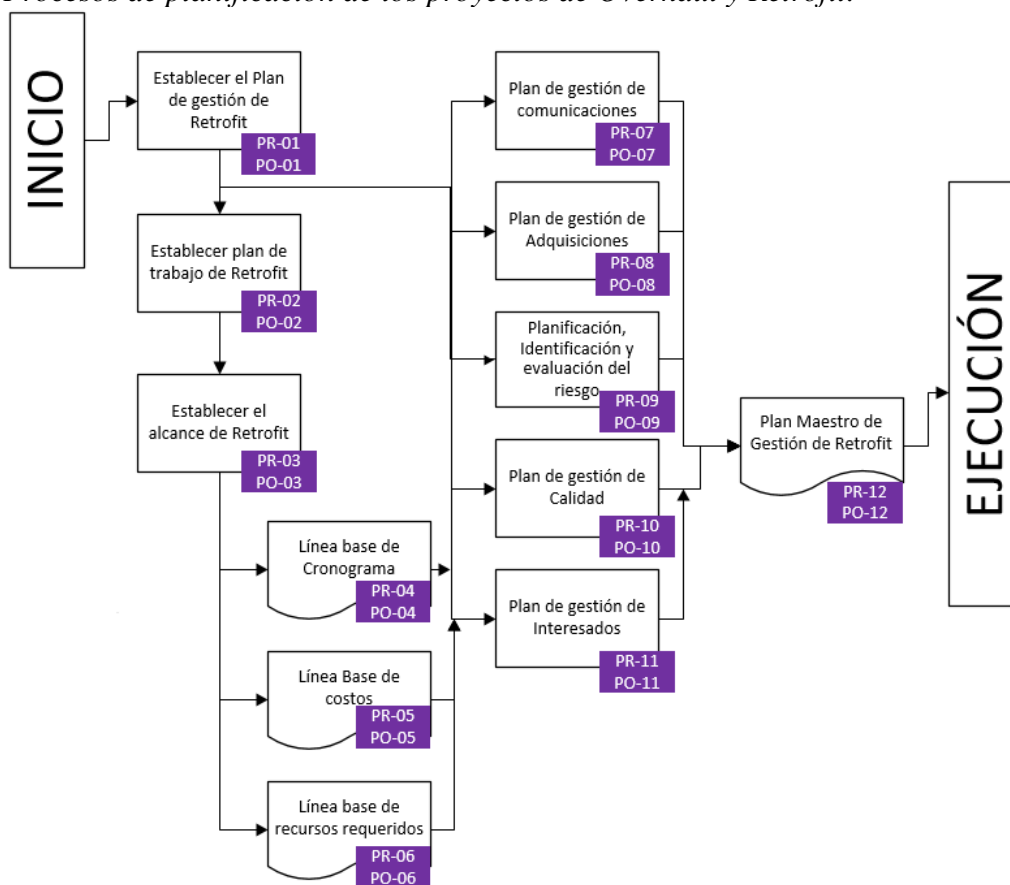 Procesos de planificación de los proyectos de Overhaul y Retrofit.
INICIO
Establecer el Plan
de gestión de
Retrofit
PR-01
PO-01
Establecer plan de
trabajo de Retrofit
PR-02
PO-02
Establecer el
alcance de Retrofit
PR-03
PO-03
Línea base de
Cronograma
PR-04
PO-04
Línea Base de
costos
PR-05
PO-05
Línea base de
recursos requeridos
PR-06
PO-06
Plan de gestión de
comunicaciones
PR-07
PO-07
Plan de gestión de
Adquisiciones
PR-08
PO-08
Planificación,
Identificación y
evaluación del
riesgo
PR-09
PO-09
Plan de gestión de
Calidad
PR-10
PO-10
Plan de gestión de
Interesados
PR-11
PO-11
Plan Maestro de
Gestión de Retrofit
PR-12
PO-12
EJECUCIÓN